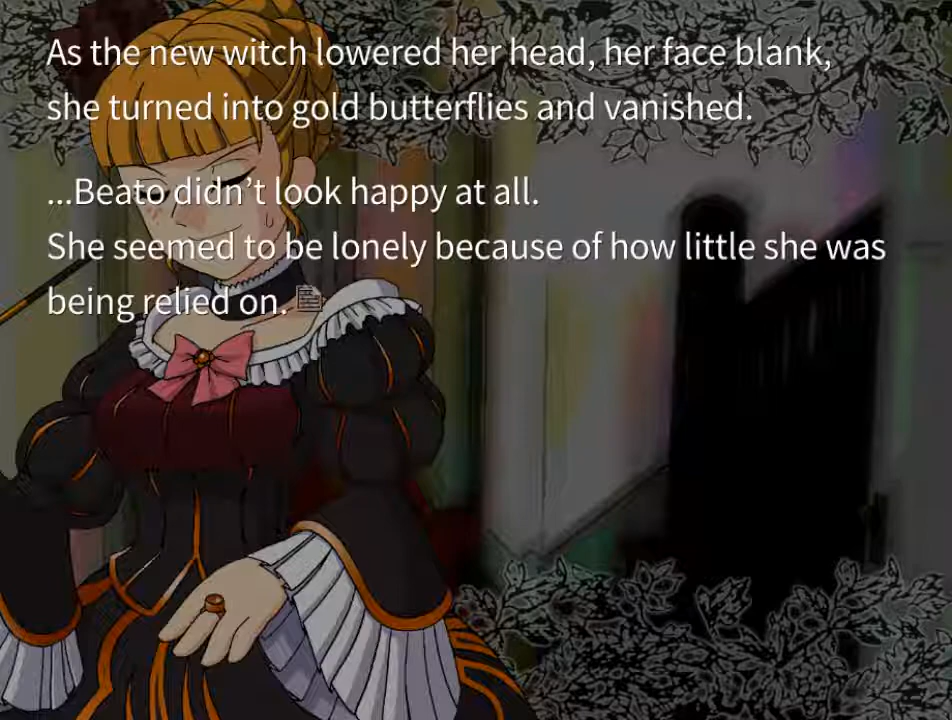 As the new witch lowered her head, her face blank,
she turned into gold butterflies and vanished.
...Beato didn't look happy at all.
She seemed to be lonely because of how little she was
being relied on.